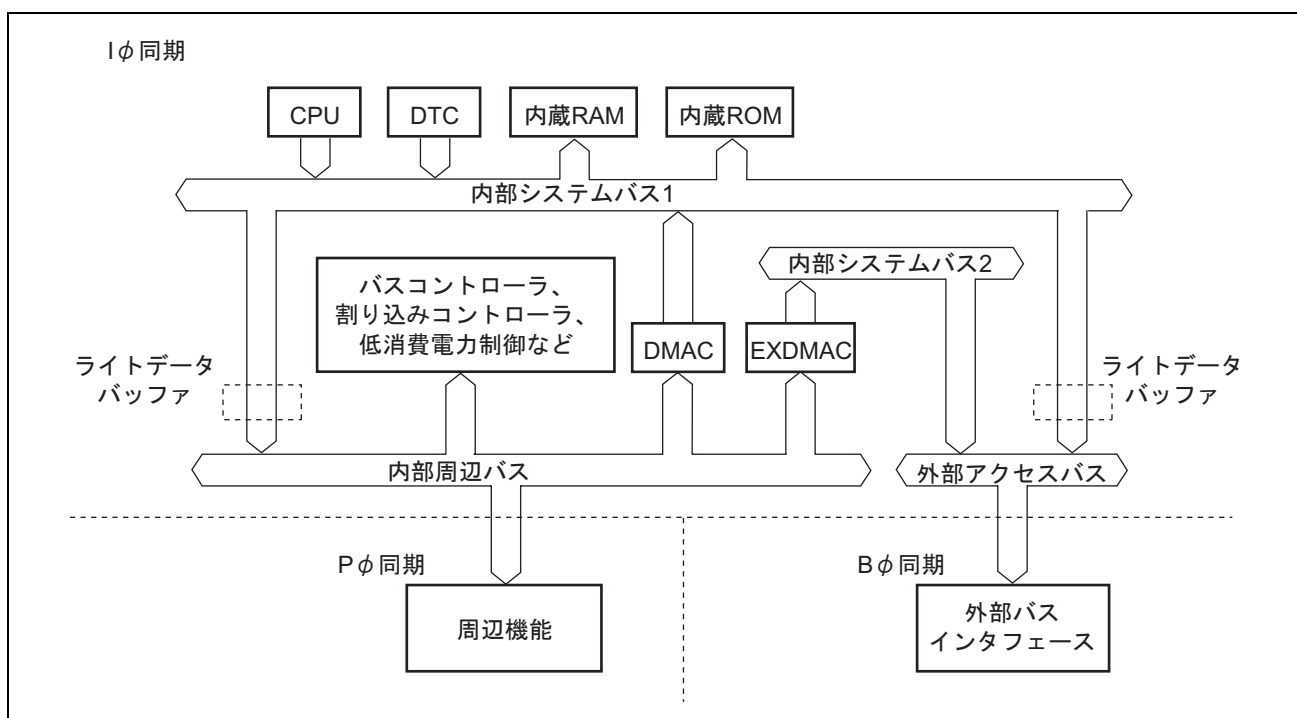 Iφ同期
CPU
DTC
内蔵RAM
内蔵ROM
内部システムバス1
内部システムバス2
バスコントローラ、
割り込みコントローラ、
低消費電力制御など
DMAC
EXDMAC
ライトデータ
バッファ
ライトデータ
バッファ
内部周辺バス
外部アクセスバス
Pφ同期
Bφ同期
周辺機能
外部バス
インタフェース